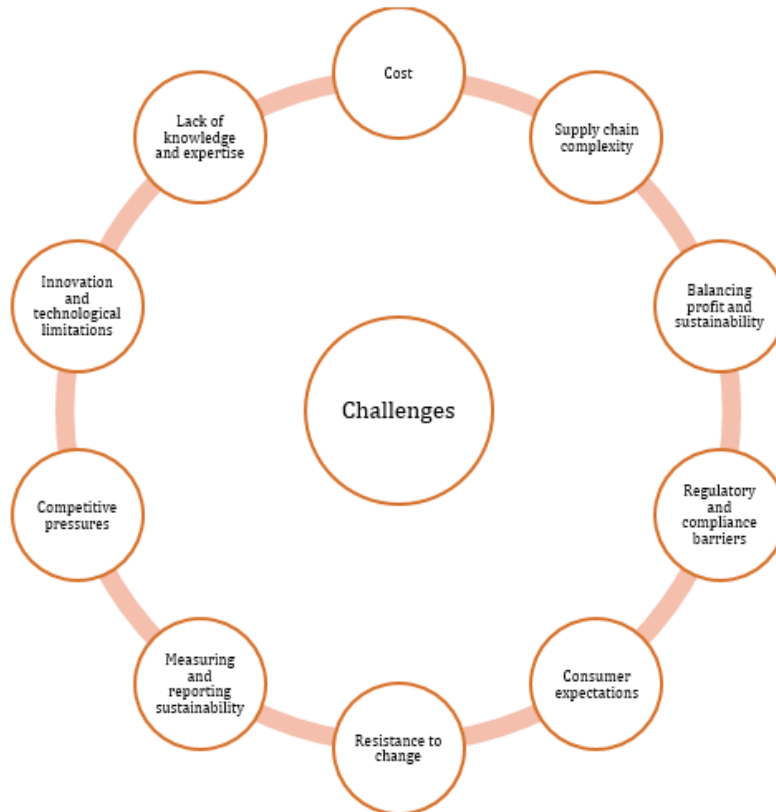 Cost
Supply chain
complexity
Balancing
profit and
sustainability
Regulatory
and
compliance
barriers
Consumer
expectations
Resistance to
change
Measuring
and
reporting
sustainability
Competitive
pressures
Innovation
and
technological
limitations
Lack of
knowledge
and expertise
Challenges